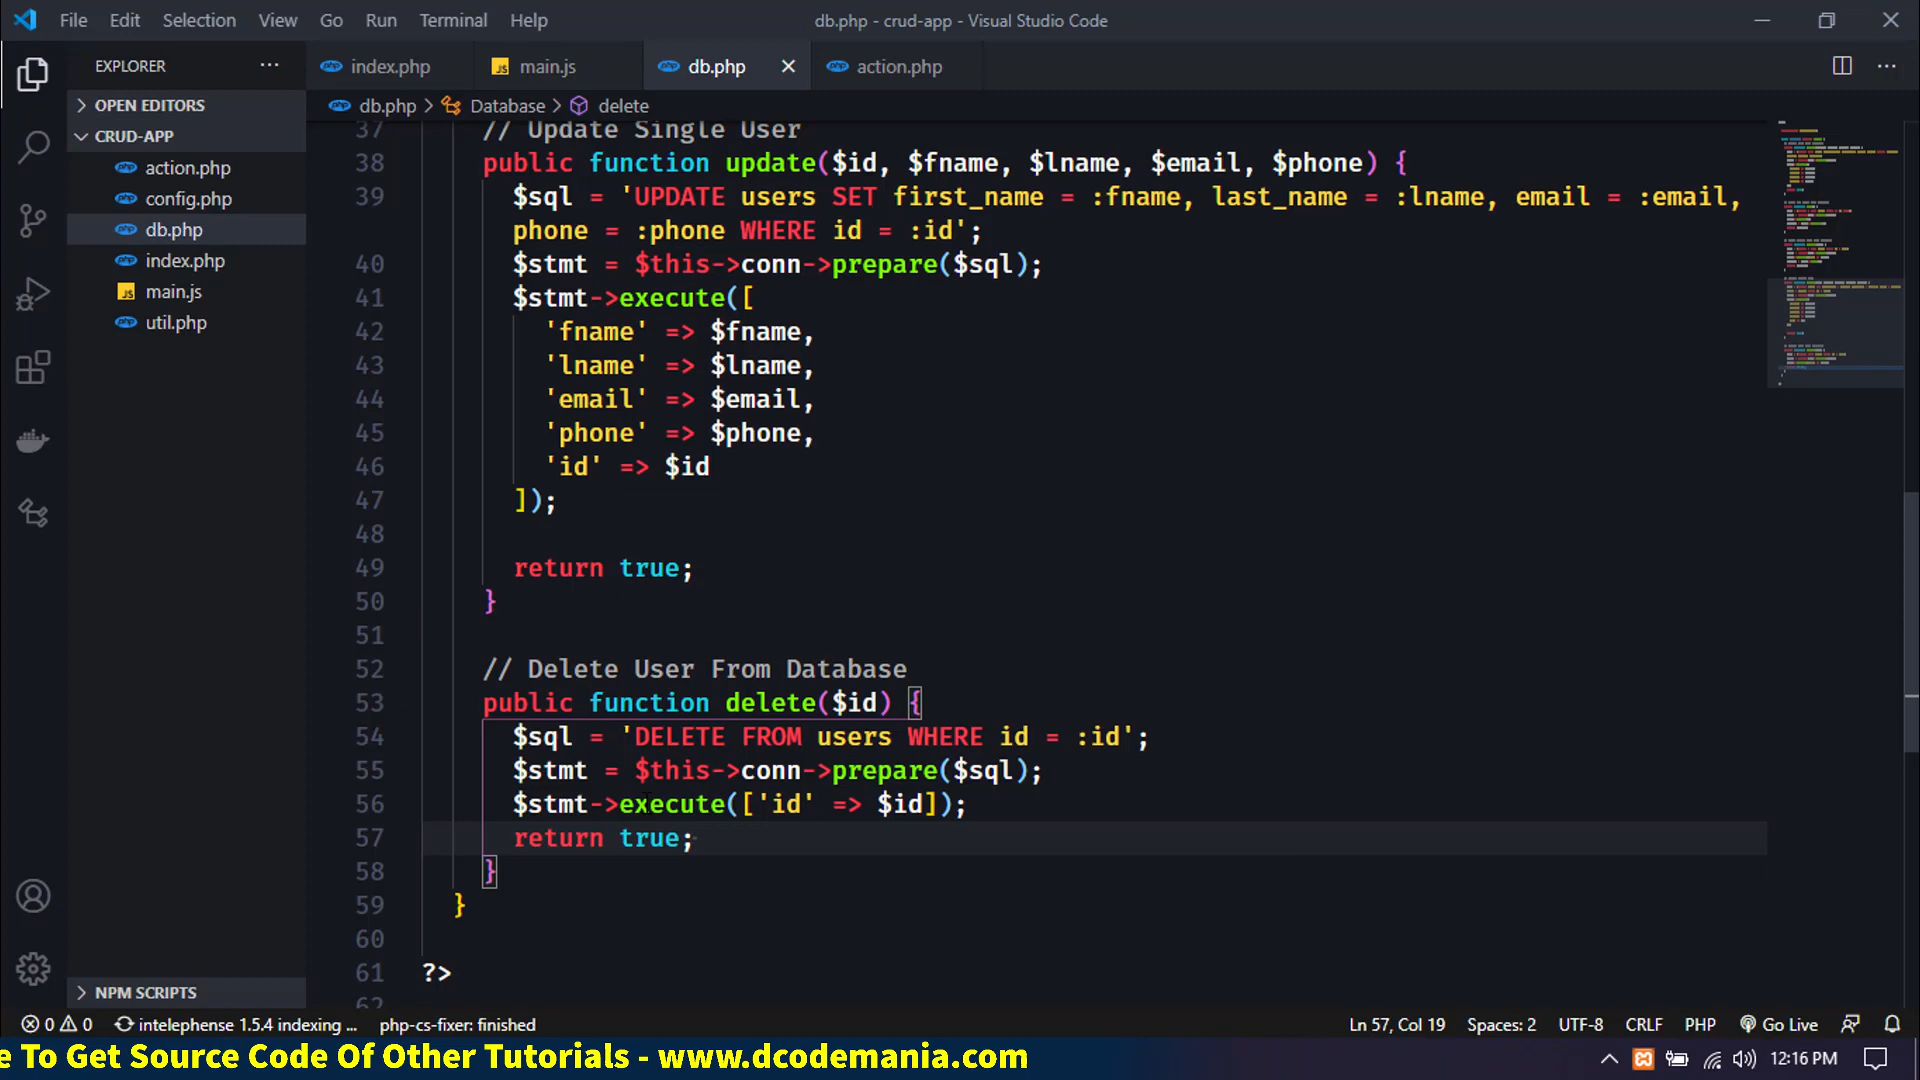 File Edit Selection View Go Run Terminal Help
db.php - crud-app - Visual Studio Code
EXPLORER ···
index.php
JS main.js
db.php
action.php
OPEN EDITORS
CRUD-APP
action.php
config.php
db.php
index.php
JS main.js
util.php
NPM SCRIPTS
db.php > Database > delete
37 // Update Single User
38 public function update($id, $fname, $lname, $email, $phone) {
39 $sql = 'UPDATE users SET first_name = :fname, last_name = :lname, email = :email,
phone = :phone WHERE id = :id';
40 $stmt = $this->conn->prepare($sql);
41 $stmt->execute([
42 'fname' => $fname,
43 'lname' => $lname,
44 'email' => $email,
45 'phone' => $phone,
46 'id' => $id
47 ]);
48
49 return true;
50 }
51
52 // Delete User From Database
53 public function delete($id) {
54 $sql = 'DELETE FROM users WHERE id = :id';
55 $stmt = $this->conn->prepare($sql);
56 $stmt->execute(['id' => $id]);
57 return true;
58 }
59 }
60
61 ?>
62
0 0 intelephense 1.5.4 indexing ... php-cs-fixer: finished
Ln 57, Col 19 Spaces: 2 UTF-8 CRLF PHP Go Live
e To Get Source Code Of Other Tutorials - www.dcodemania.com
12:16 PM